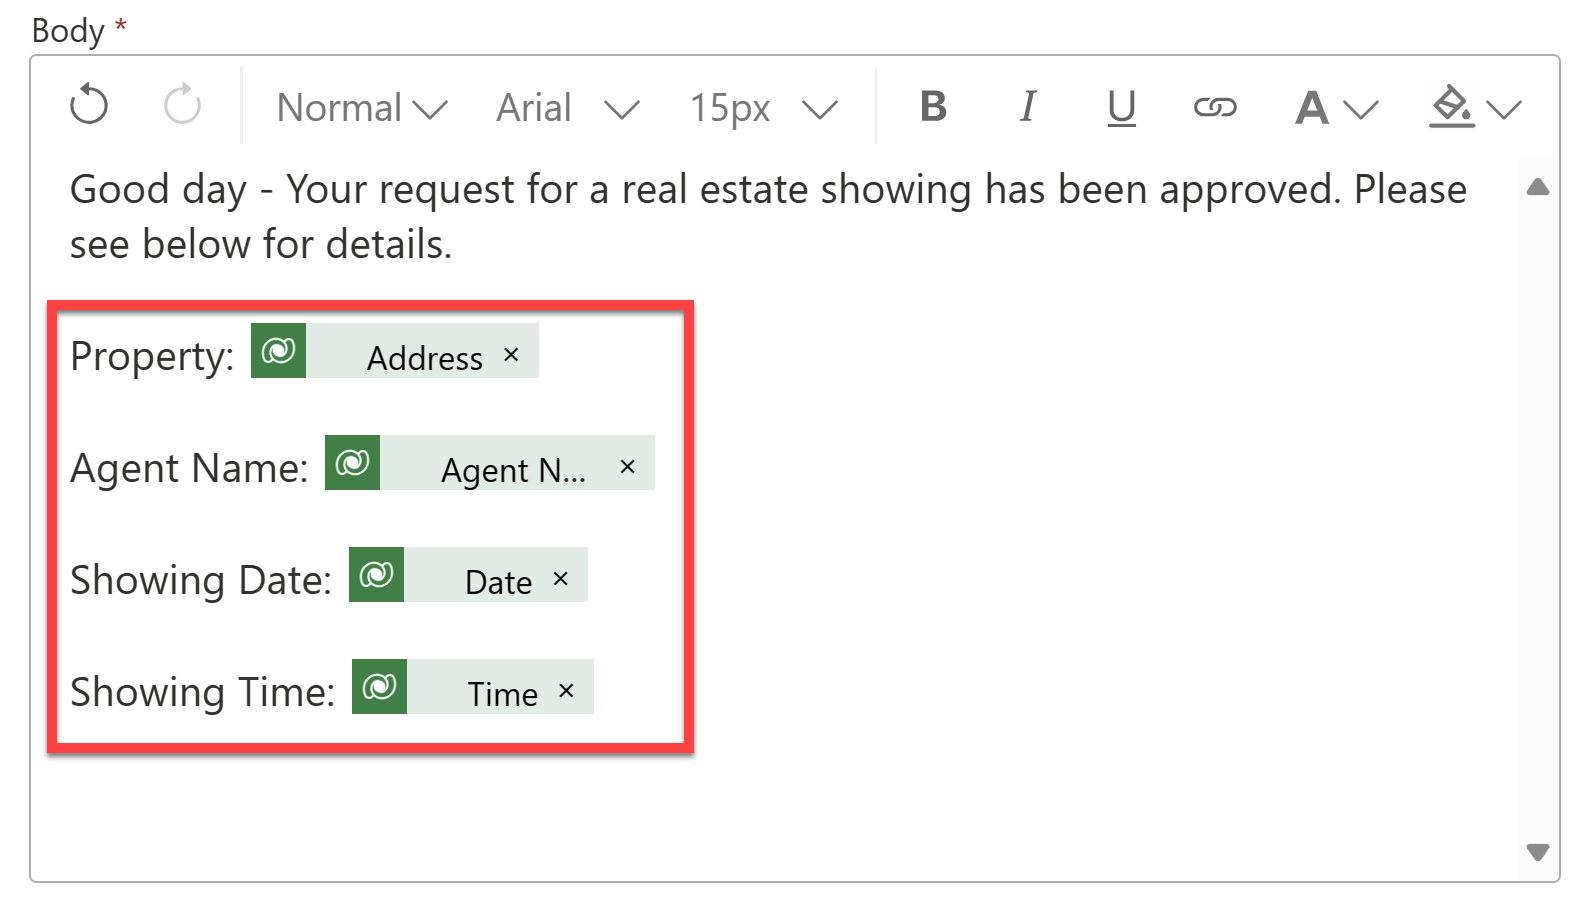 Body *
Normal Arial 15px B I U A
Good day - Your request for a real estate showing has been approved. Please
see below for details.
Property: Address ×
Agent Name: Agent N... ×
Showing Date: Date ×
Showing Time: Time ×